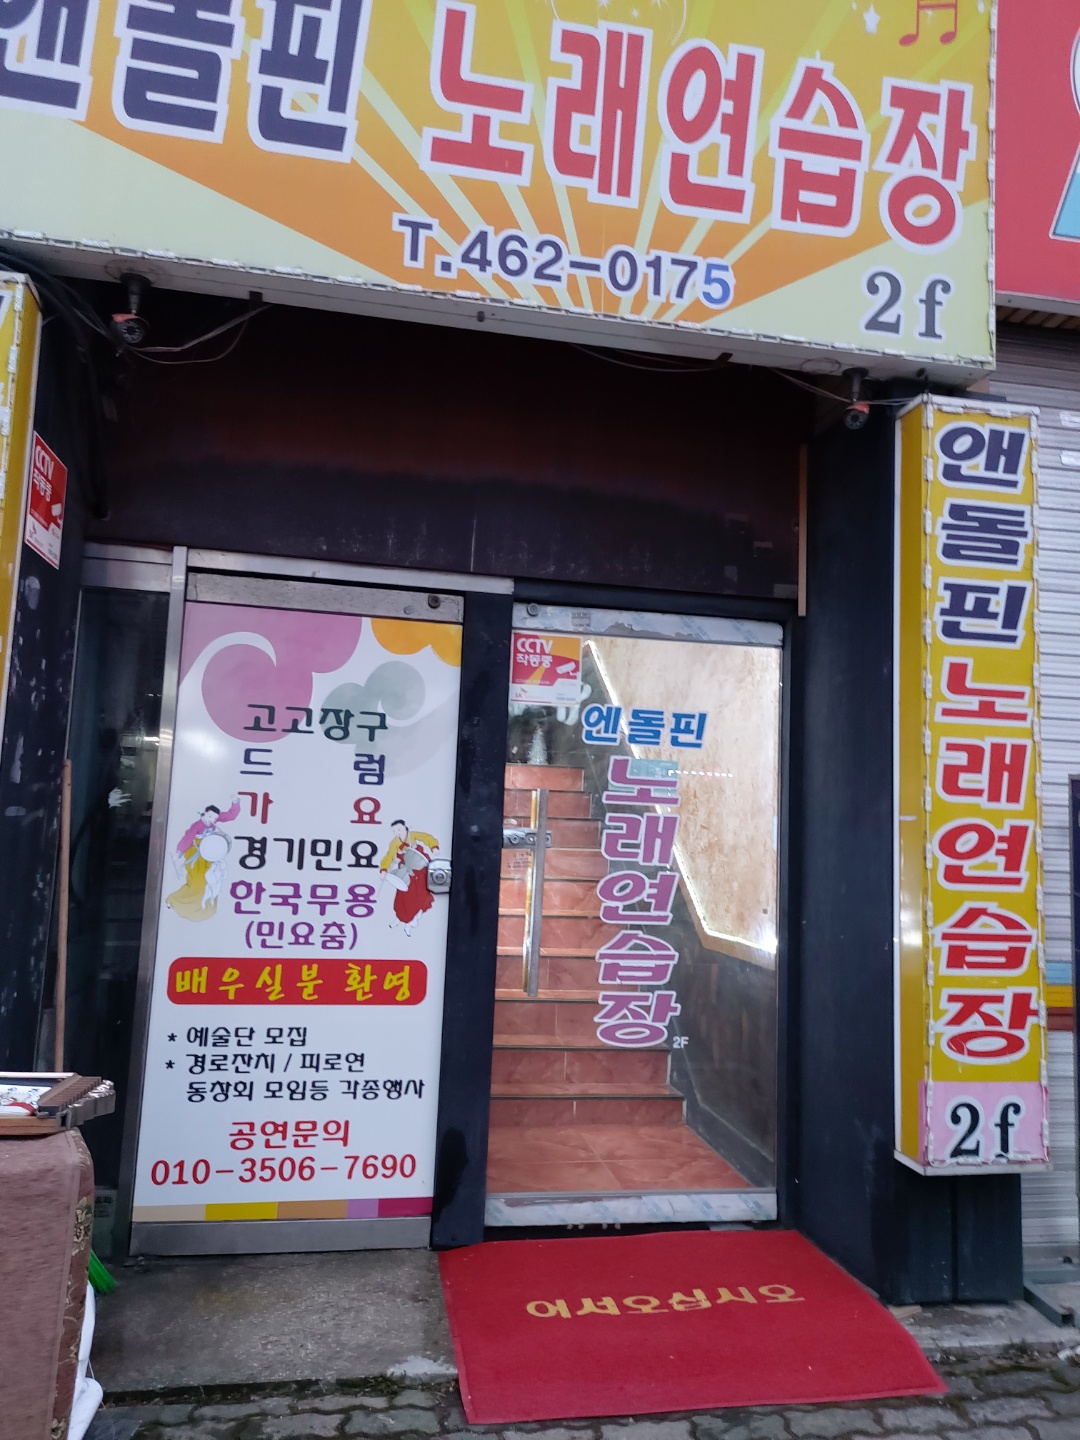 앤돌핀 노래연습장
T.462-0175
2f
CCTV
작동중
고고장구
드럼
가요
경기민요
한국무용
(민요춤)
배우실분 환영
* 예술단 모집
* 경로잔치 / 피로연
동창회 모임등 각종행사
공연문의
010-3506-7690
CCTV
작동중
엔돌핀
노래연습장
2F
앤돌핀노래연습장
2f
어서오십시오